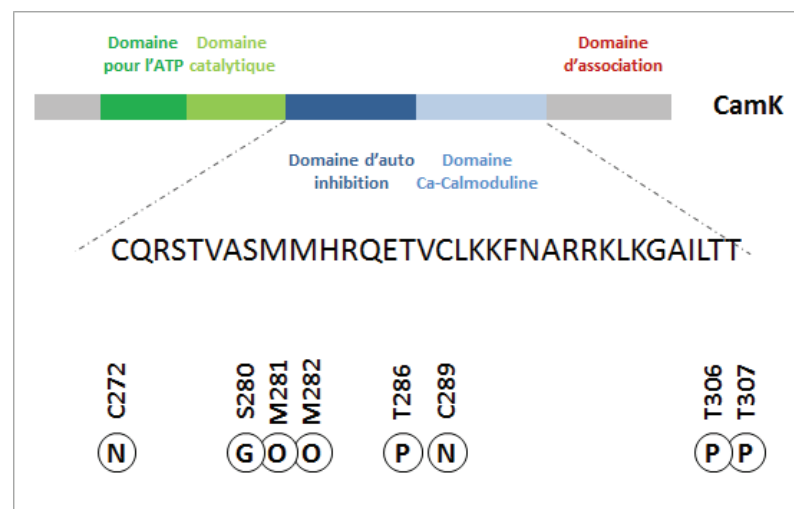 Domaine pour l'ATP
Domaine catalytique
Domaine d'association
CamK
Domaine d'auto inhibition
Domaine Ca-Calmoduline
CQRSTVASMMHRQETVCLKKFNARRKLKGAILTT
C272
S280
M281
M282
T286
C289
T306
T307
N
G
O
O
P
N
P
P